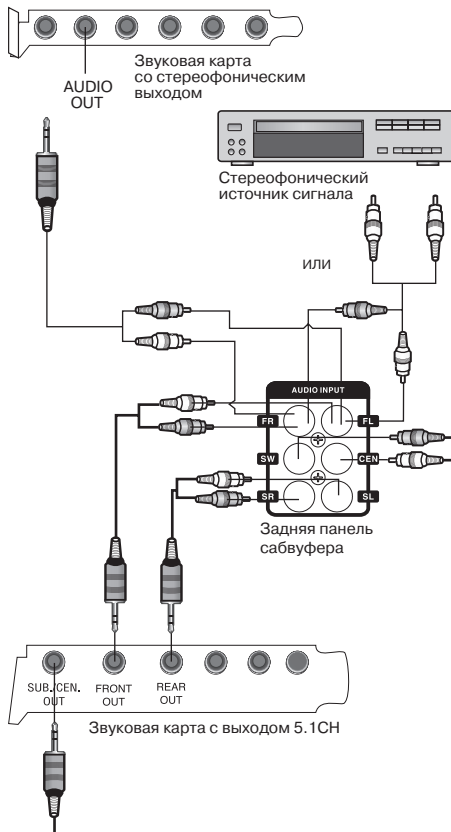 AUDIO
OUT
Звуковая карта
со стереофоническим
выходом
Стереофонический
источник сигнала
или
AUDIO INPUT
FR
FL
SW
CEN
SR
SL
Задняя панель
сабвуфера
SUB./CEN.
OUT
FRONT
OUT
REAR
OUT
Звуковая карта с выходом 5.1CH